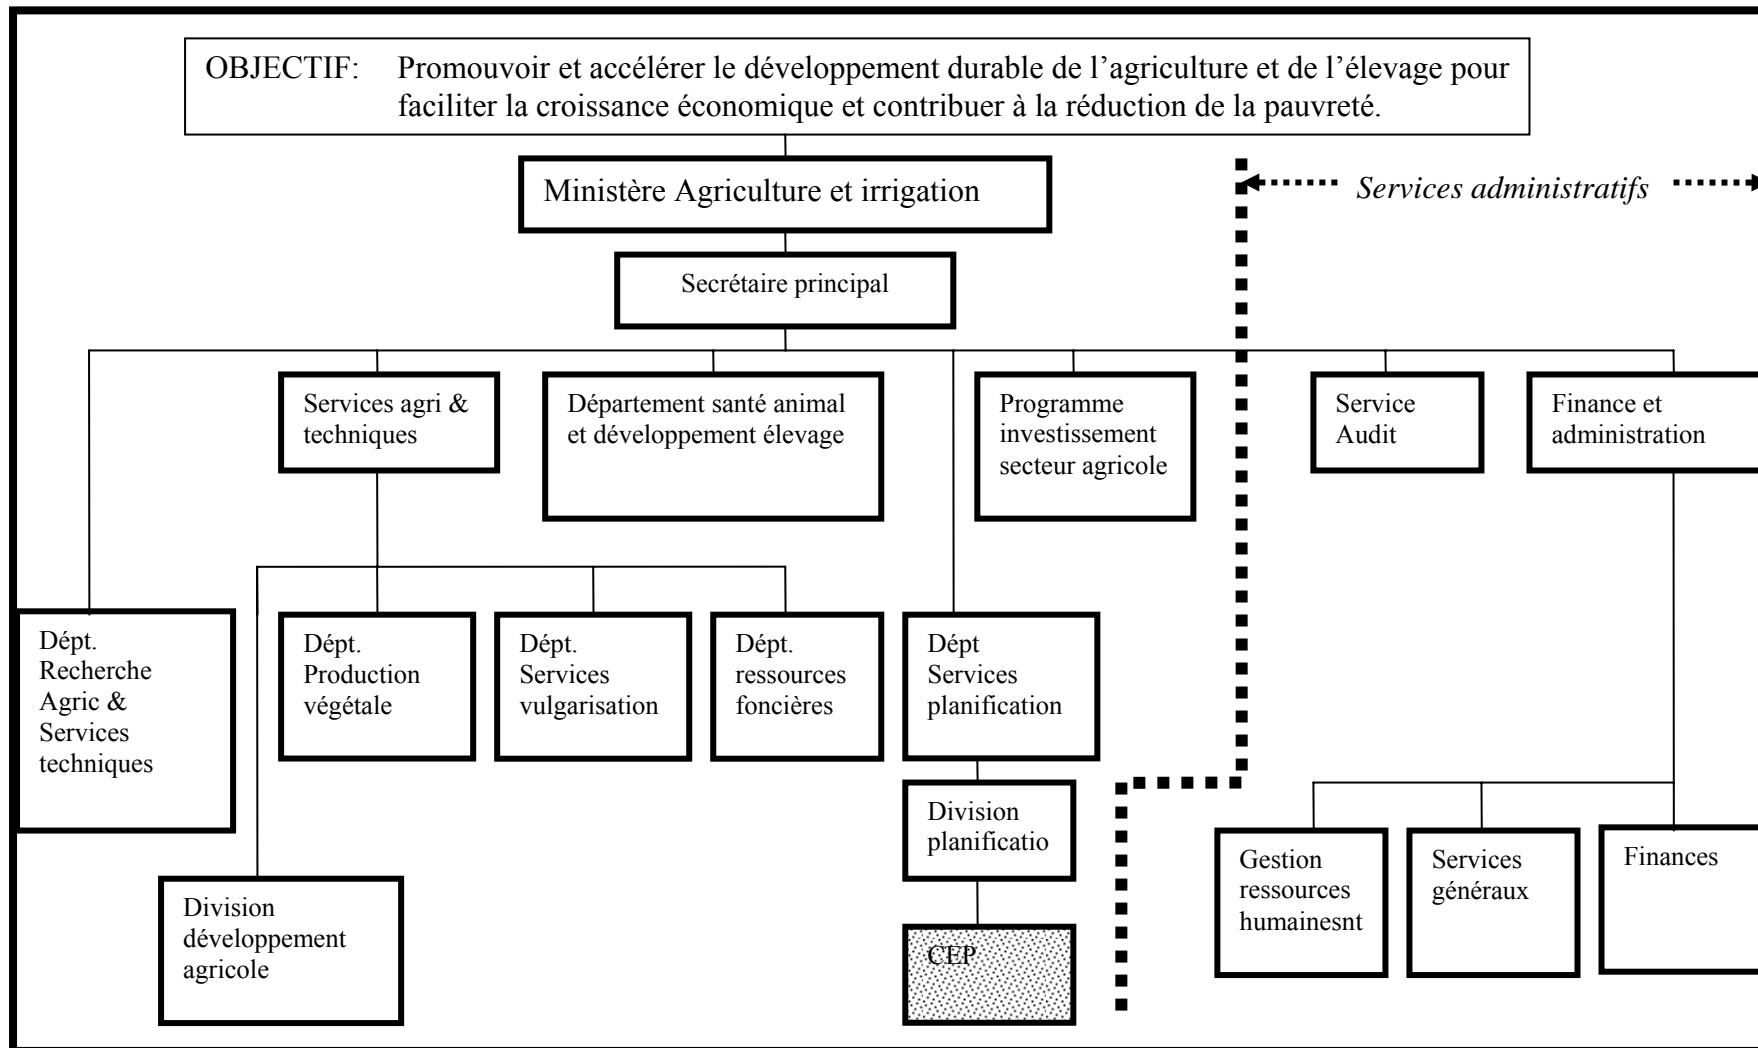 OBJECTIF: Promouvoir et accélérer le développement durable de l’agriculture et de l’élevage pour
faciliter la croissance économique et contribuer à la réduction de la pauvreté.
Ministère Agriculture et irrigation
Services administratifs
Secrétaire principal
Services agri &
techniques
Département santé animal
et développement élevage
Programme
investissement
secteur agricole
Service
Audit
Finance et
administration
Dépt.
Recherche
Agric &
Services
techniques
Dépt.
Production
végétale
Dépt.
Services
vulgarisation
Dépt.
ressources
foncières
Dépt
Services
planification
Division
planificatio
Gestion
ressources
humainesnt
Services
généraux
Finances
Division
développement
agricole
CEP